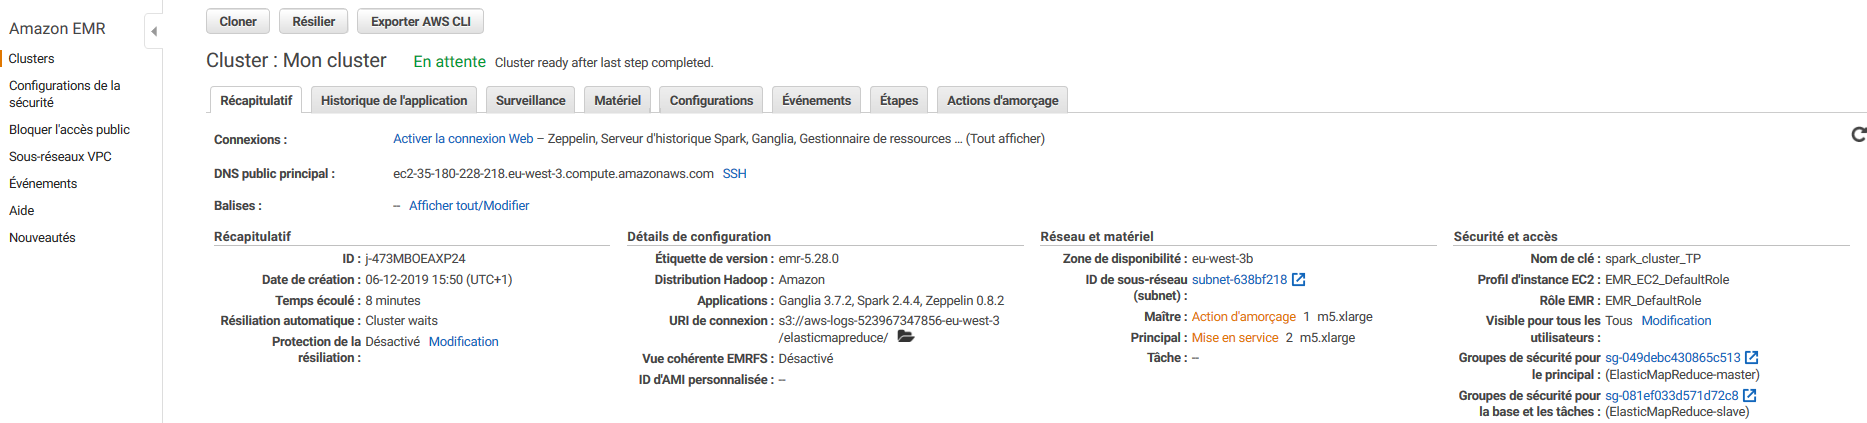 Amazon EMR
Clusters
Configurations de la
sécurité
Bloquer l'accès public
Sous-réseaux VPC
Événements
Aide
Nouveautés
Cloner
Résilier
Exporter AWS CLI
Cluster : Mon cluster En attente Cluster ready after last step completed.
Récapitulatif
Historique de l'application
Surveillance
Matériel
Configurations
Événements
Étapes
Actions d'amorçage
Connexions : Activer la connexion Web – Zeppelin, Serveur d'historique Spark, Ganglia, Gestionnaire de ressources ... (Tout afficher)
DNS public principal : ec2-35-180-228-218.eu-west-3.compute.amazonaws.com SSH
Balises : -- Afficher tout/Modifier
Récapitulatif
ID : j-473MBOEAXP24
Date de création : 06-12-2019 15:50 (UTC+1)
Temps écoulé : 8 minutes
Résiliation automatique : Cluster waits
Protection de la Désactivé Modification
résiliation :
Détails de configuration
Étiquette de version : emr-5.28.0
Distribution Hadoop : Amazon
Applications : Ganglia 3.7.2, Spark 2.4.4, Zeppelin 0.8.2
URI de connexion : s3://aws-logs-523967347856-eu-west-3
/elasticmapreduce/
Vue cohérente EMRFS : Désactivé
ID d'AMI personnalisée : --
Réseau et matériel
Zone de disponibilité : eu-west-3b
ID de sous-réseau subnet-638bf218
(subnet) :
Maître : Action d'amorçage 1 m5.xlarge
Principal : Mise en service 2 m5.xlarge
Tâche : --
Sécurité et accès
Nom de clé : spark_cluster_TP
Profil d'instance EC2 : EMR_EC2_DefaultRole
Rôle EMR : EMR_DefaultRole
Visible pour tous les Tous Modification
utilisateurs :
Groupes de sécurité pour sg-049debc430865c513
le principal : (ElasticMapReduce-master)
Groupes de sécurité pour sg-081ef033d571d72c8
la base et les tâches : (ElasticMapReduce-slave)